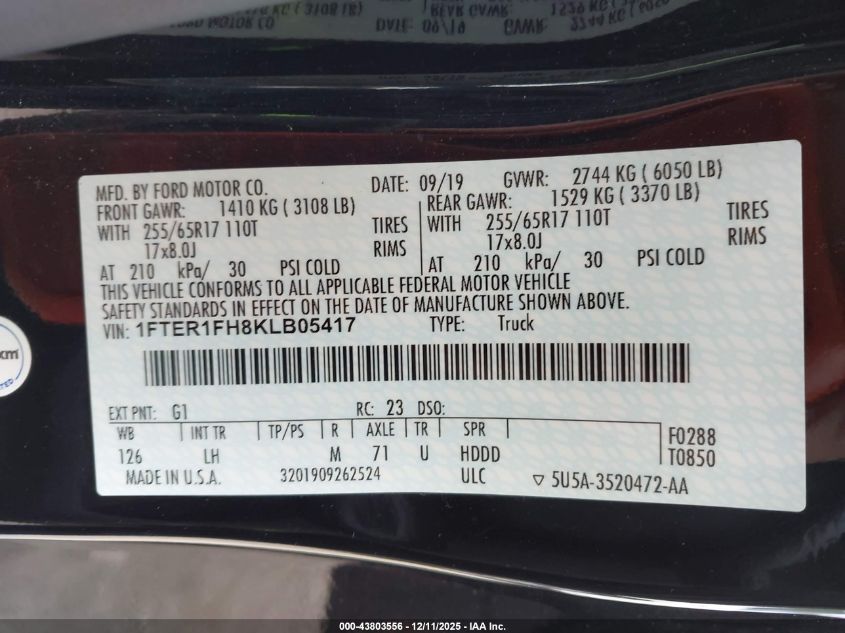 MFD. BY FORD MOTOR CO. DATE: 09/19 GVWR: 2744 KG ( 6050 LB)
FRONT GAWR: 1410 KG ( 3108 LB) REAR GAWR: 1529 KG ( 3370 LB)
WITH 255/65R17 110T TIRES WITH 255/65R17 110T TIRES
17x8.0J RIMS 17x8.0J RIMS
AT 210 kPa/ 30 PSI COLD AT 210 kPa/ 30 PSI COLD
THIS VEHICLE CONFORMS TO ALL APPLICABLE FEDERAL MOTOR VEHICLE
SAFETY STANDARDS IN EFFECT ON THE DATE OF MANUFACTURE SHOWN ABOVE.
VIN: 1FTER1FH8KLB05417 TYPE: Truck
EXT PNT: G1 RC: 23 DSO:
WB INT TR TP/PS R AXLE TR SPR F0288
126 LH M 71 U HDDD T0850
MADE IN U.S.A. 3201909262524 ULC ▽ 5U5A-3520472-AA
000-43803556 - 12/11/2025 - IAA Inc.